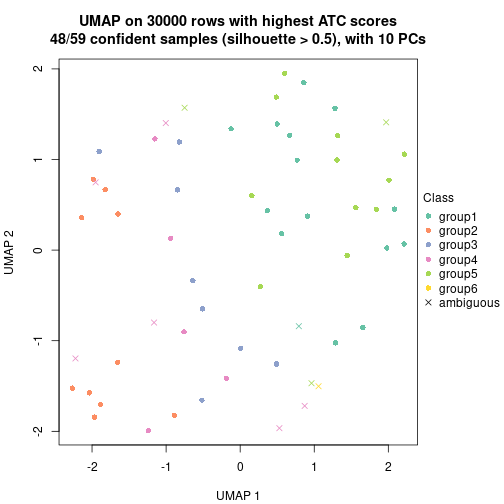 UMAP on 30000 rows with highest ATC scores
48/59 confident samples (silhouette > 0.5), with 10 PCs
2
1
0
-1
-2
UMAP 2
-2
-1
0
1
2
UMAP 1
Class
group1
group2
group3
group4
group5
group6
ambiguous